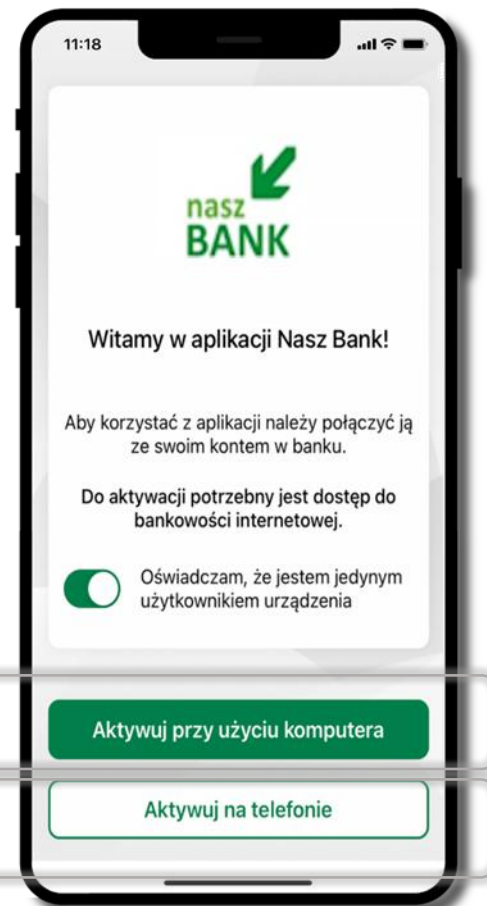 11:18
nasz
BANK
Witamy w aplikacji Nasz Bank!
Aby korzystać z aplikacji należy połączyć ją
ze swoim kontem w banku.
Do aktywacji potrzebny jest dostęp do
bankowości internetowej.
Oświadczam, że jestem jedynym
użytkownikiem urządzenia
Aktywuj przy użyciu komputera
Aktywuj na telefonie